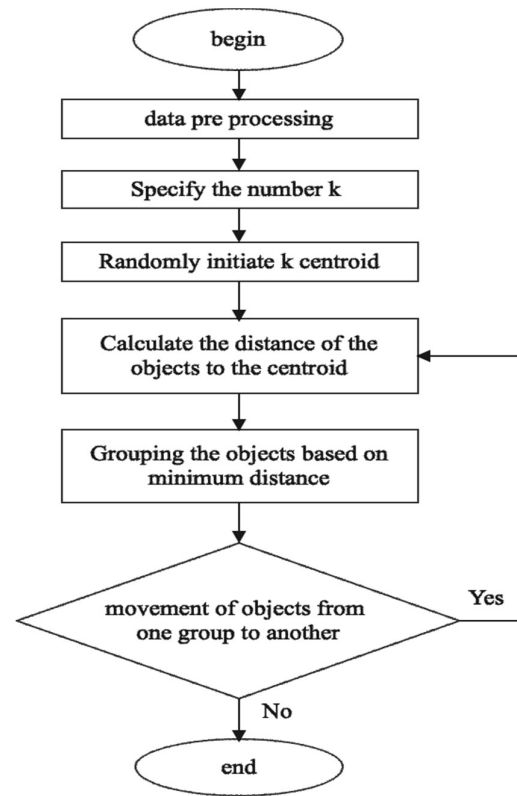 begin
data pre processing
Specify the number k
Randomly initiate k centroid
Calculate the distance of the
objects to the centroid
Grouping the objects based on
minimum distance
movement of objects from
one group to another
Yes
No
end